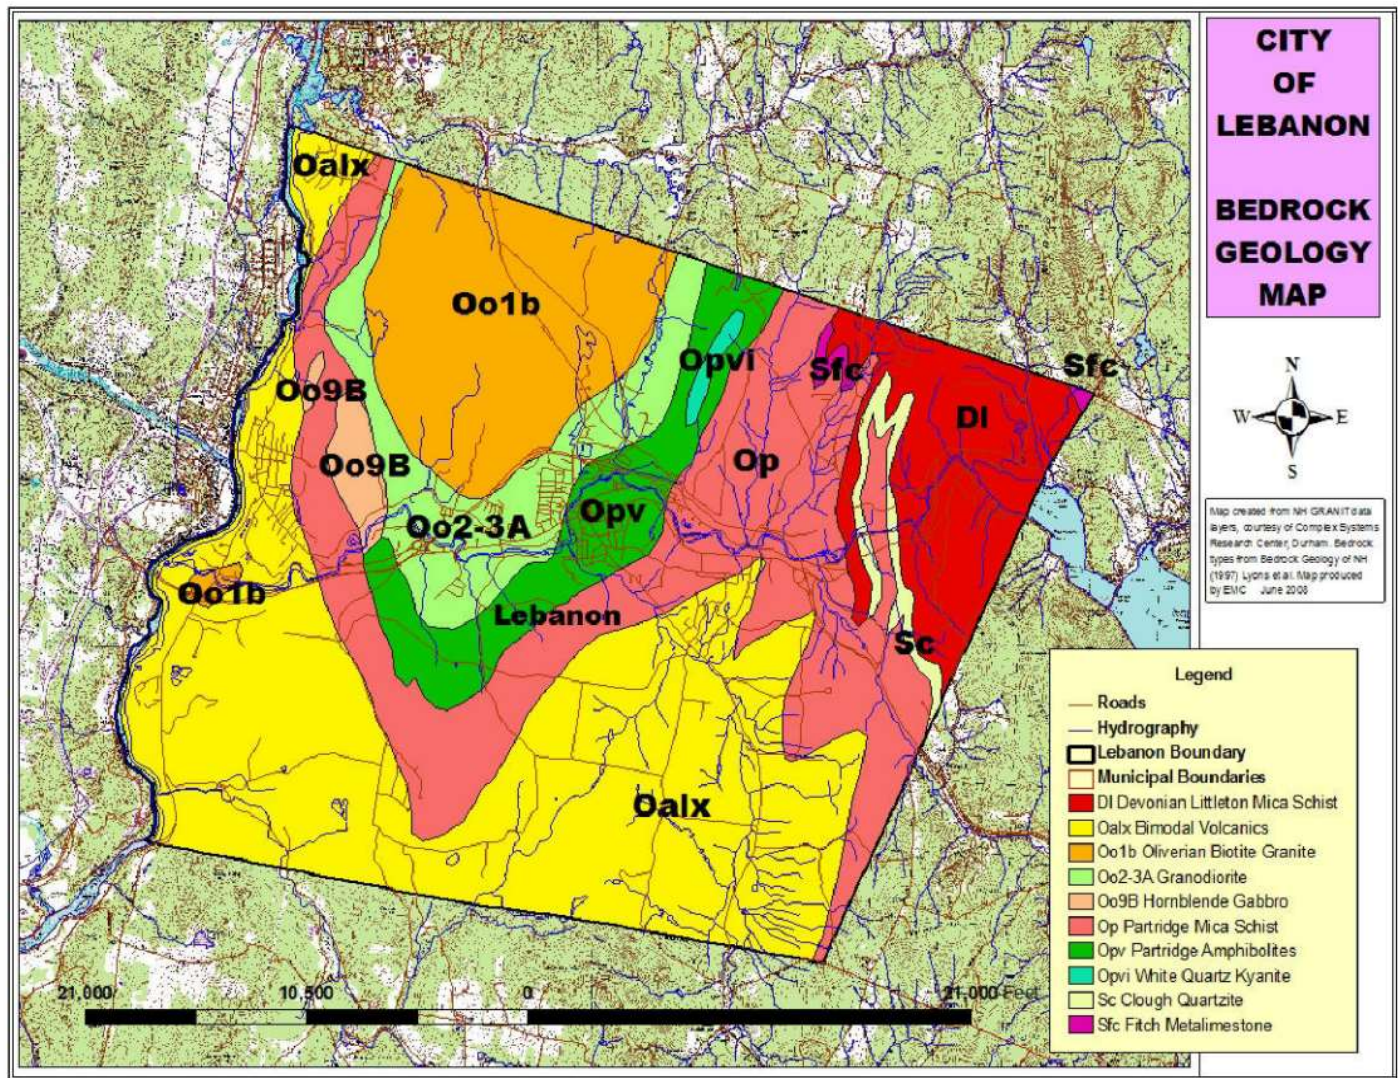 CITY
OF
LEBANON
BEDROCK
GEOLOGY
MAP
N
W
E
S
Map created from NH GRANIT data
layers, courtesy of Complex Systems
Research Center, Durham. Bedrock
types from Bedrock Geology of NH
(1997) Lyons et al. Map produced
by EMC June 2008
Oalx
Oo1b
Opvi
Sfc
Sfc
Oo9B
Dl
Oo9B
Op
Oo2-3A
Opv
Oo1b
Lebanon
Sc
Oalx
Legend
Roads
Hydrography
Lebanon Boundary
Municipal Boundaries
Dl Devonian Littleton Mica Schist
Oalx Bimodal Volcanics
Oo1b Oliverian Biotite Granite
Oo2-3A Granodiorite
Oo9B Hornblende Gabbro
Op Partridge Mica Schist
Opv Partridge Amphibolites
Opvi White Quartz Kyanite
Sc Clough Quartzite
Sfc Fitch Metalimestone
21,000 10,500 0 21,000 Feet